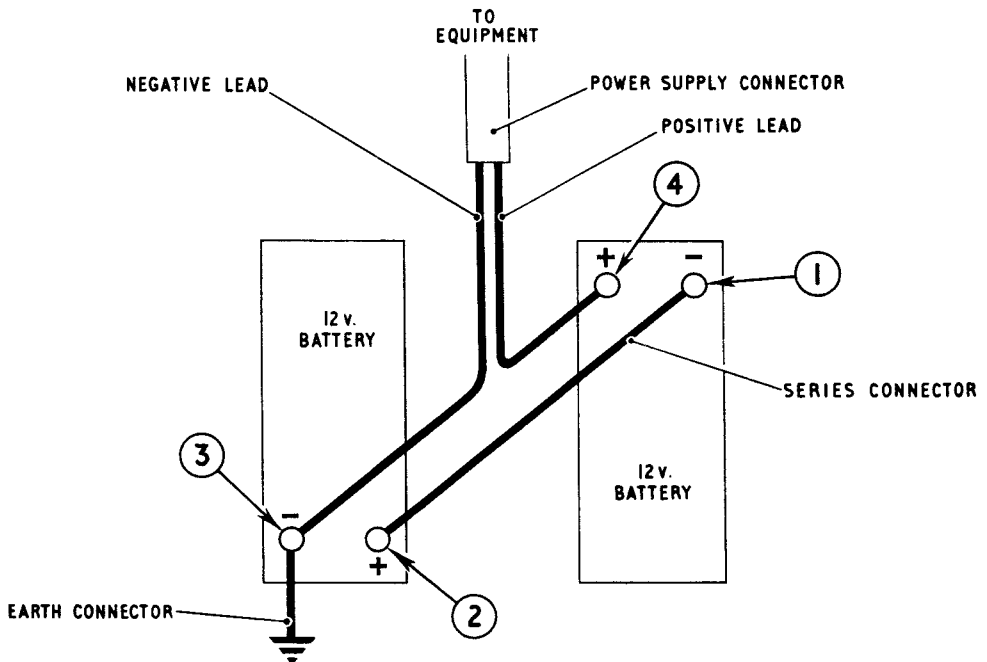 TO
EQUIPMENT
NEGATIVE LEAD
POWER SUPPLY CONNECTOR
POSITIVE LEAD
4
+
-
1
12 v.
BATTERY
SERIES CONNECTOR
3
12 v.
BATTERY
-
+
2
EARTH CONNECTOR